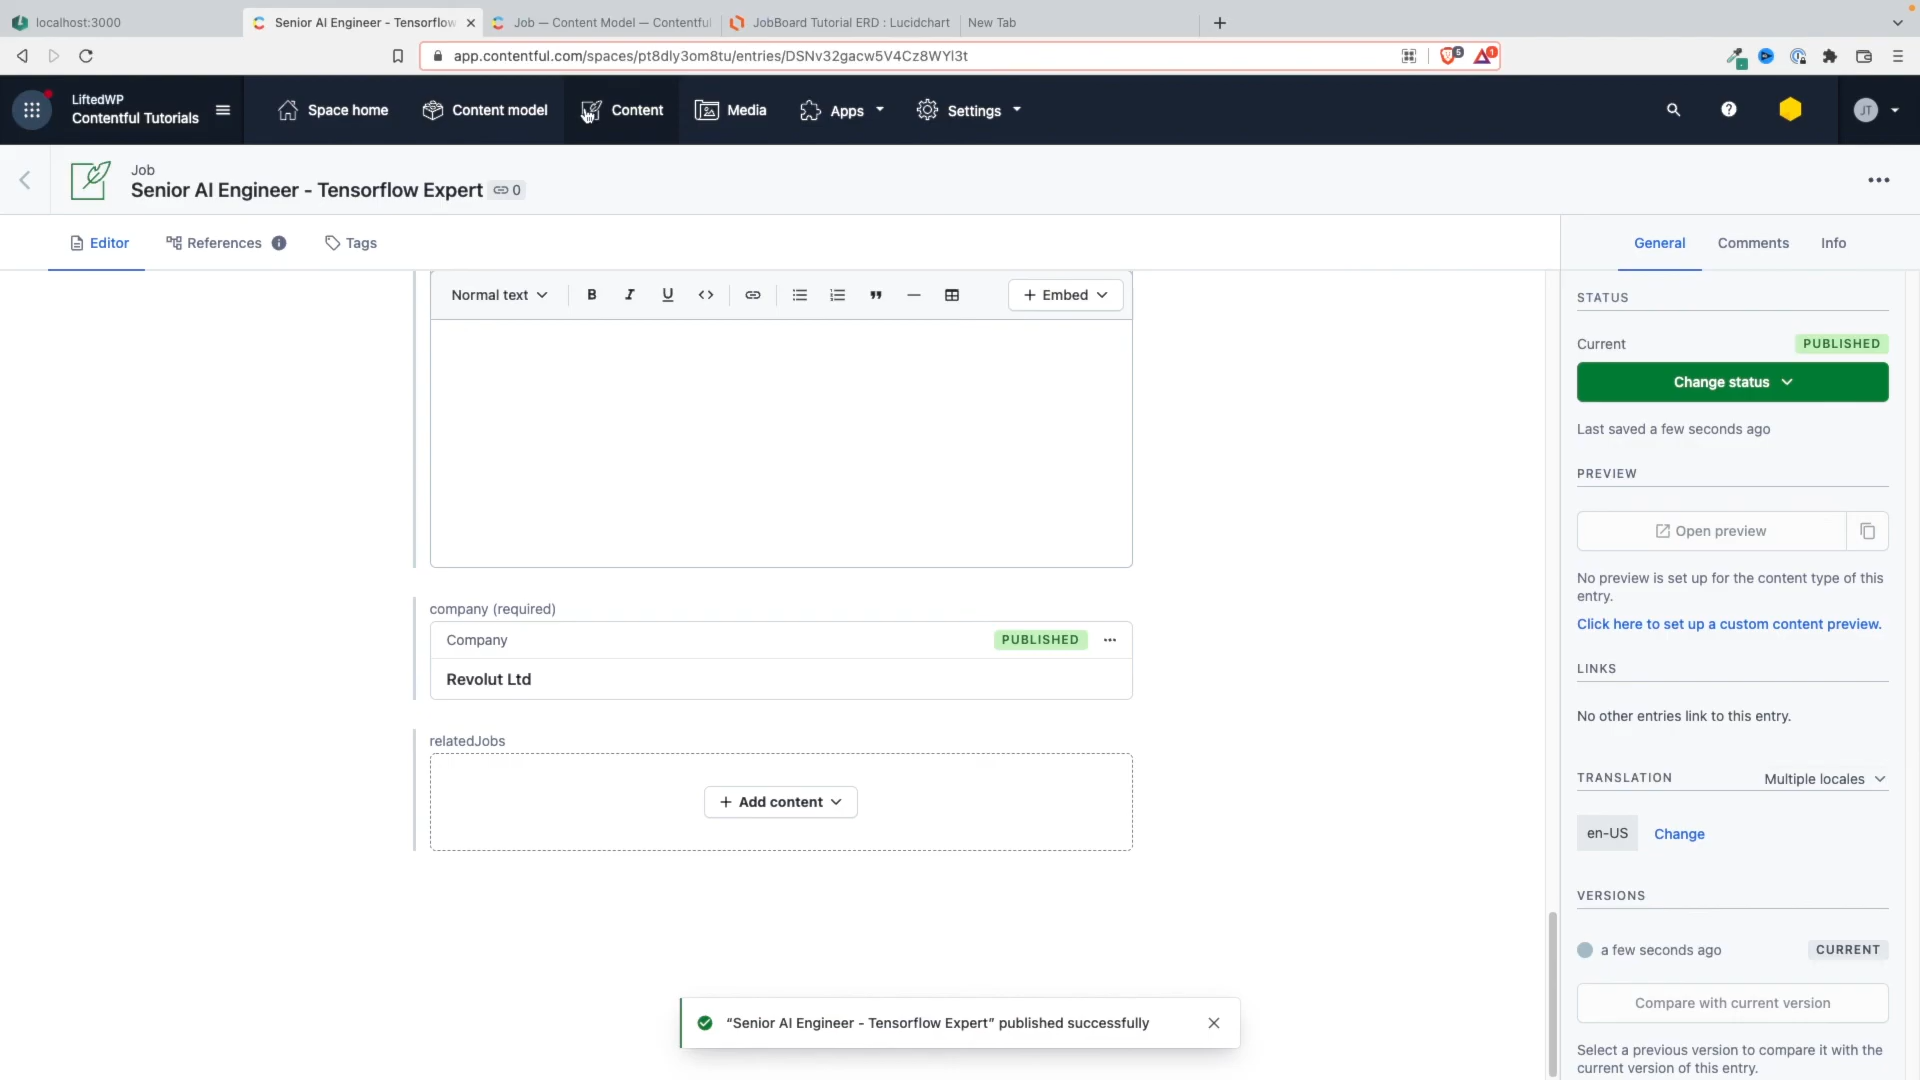 localhost:3000
Senior AI Engineer - Tensorflow
Job — Content Model — Contentful
JobBoard Tutorial ERD : Lucidchart
New Tab
app.contentful.com/spaces/pt8dly3om8tu/entries/DSNv32gacw5V4Cz8WYl3t
5
1
LiftedWP
Contentful Tutorials
Space home
Content model
Content
Media
Apps
Settings
JT
Job
Senior AI Engineer - Tensorflow Expert
0
Editor
References
Tags
General
Comments
Info
Normal text
B
I
U
Embed
company (required)
Company
PUBLISHED
Revolut Ltd
relatedJobs
Add content
STATUS
Current
PUBLISHED
Change status
Last saved a few seconds ago
PREVIEW
Open preview
No preview is set up for the content type of this
entry.
Click here to set up a custom content preview.
LINKS
No other entries link to this entry.
TRANSLATION
Multiple locales
en-US
Change
VERSIONS
a few seconds ago
CURRENT
Compare with current version
Select a previous version to compare it with the
current version of this entry.
“Senior AI Engineer - Tensorflow Expert” published successfully